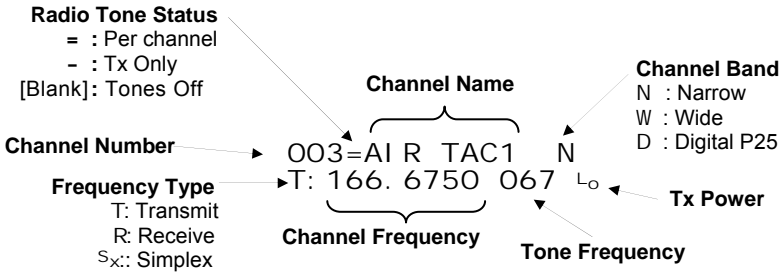 Radio Tone Status
= : Per channel
– : Tx Only
[Blank]: Tones Off
Channel Name
Channel Band
N : Narrow
W : Wide
D : Digital P25
Channel Number
003=AIR TAC1 N
T: 166.6750 067 Lo
Frequency Type
T: Transmit
R: Receive
Sx:: Simplex
Channel Frequency
Tone Frequency
Tx Power